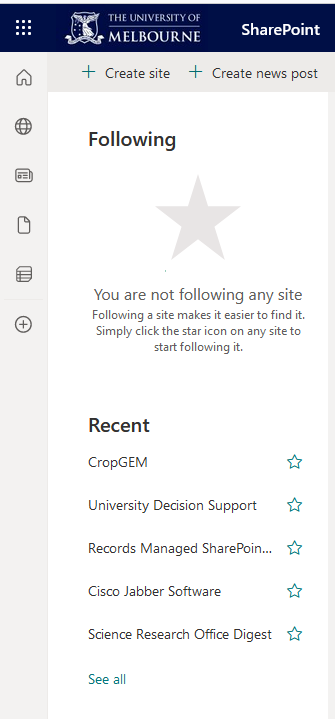 THE UNIVERSITY OF
MELBOURNE
SharePoint
+ Create site
+ Create news post
Following
You are not following any site
Following a site makes it easier to find it.
Simply click the star icon on any site to
start following it.
Recent
CropGEM
University Decision Support
Records Managed SharePoin...
Cisco Jabber Software
Science Research Office Digest
See all